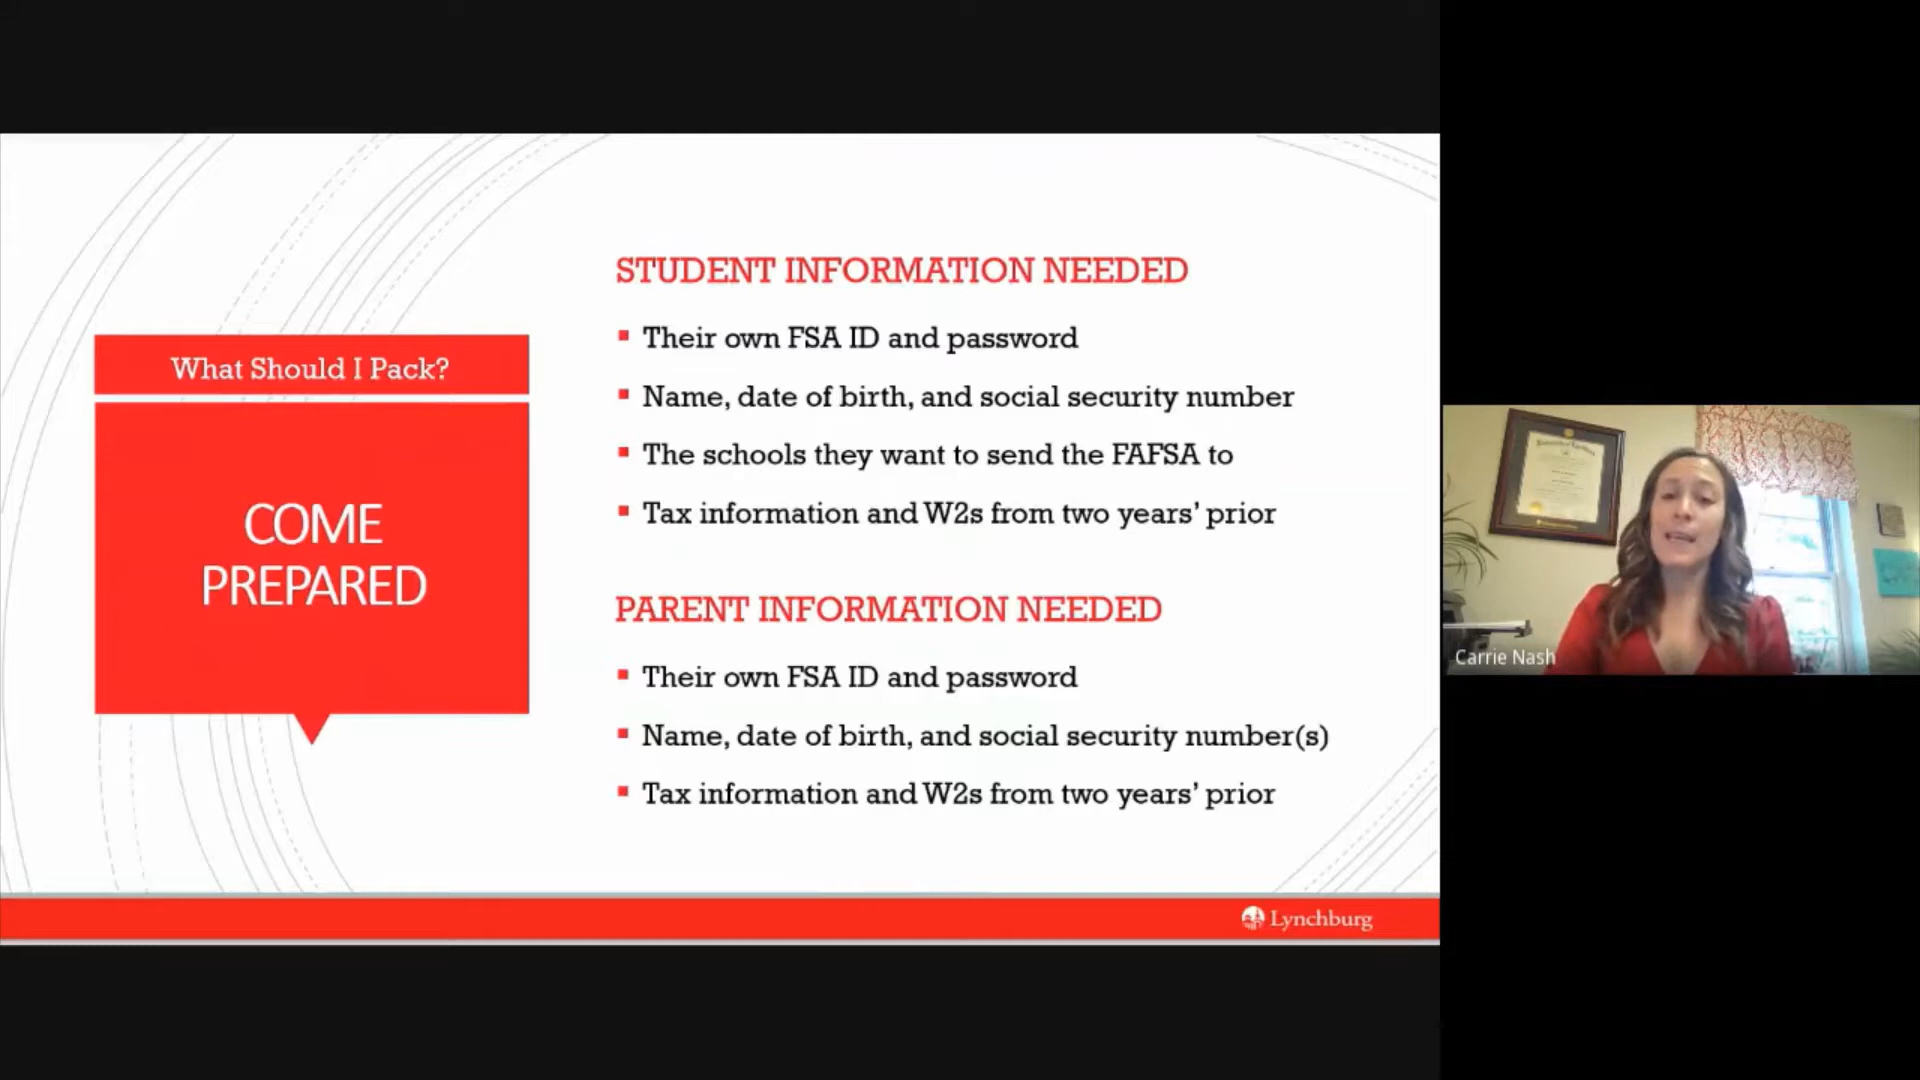 What Should I Pack?
COME
PREPARED
STUDENT INFORMATION NEEDED
Their own FSA ID and password
Name, date of birth, and social security number
The schools they want to send the FAFSA to
Tax information and W2s from two years’ prior
PARENT INFORMATION NEEDED
Their own FSA ID and password
Name, date of birth, and social security number(s)
Tax information and W2s from two years’ prior
Lynchburg
Carrie Nash